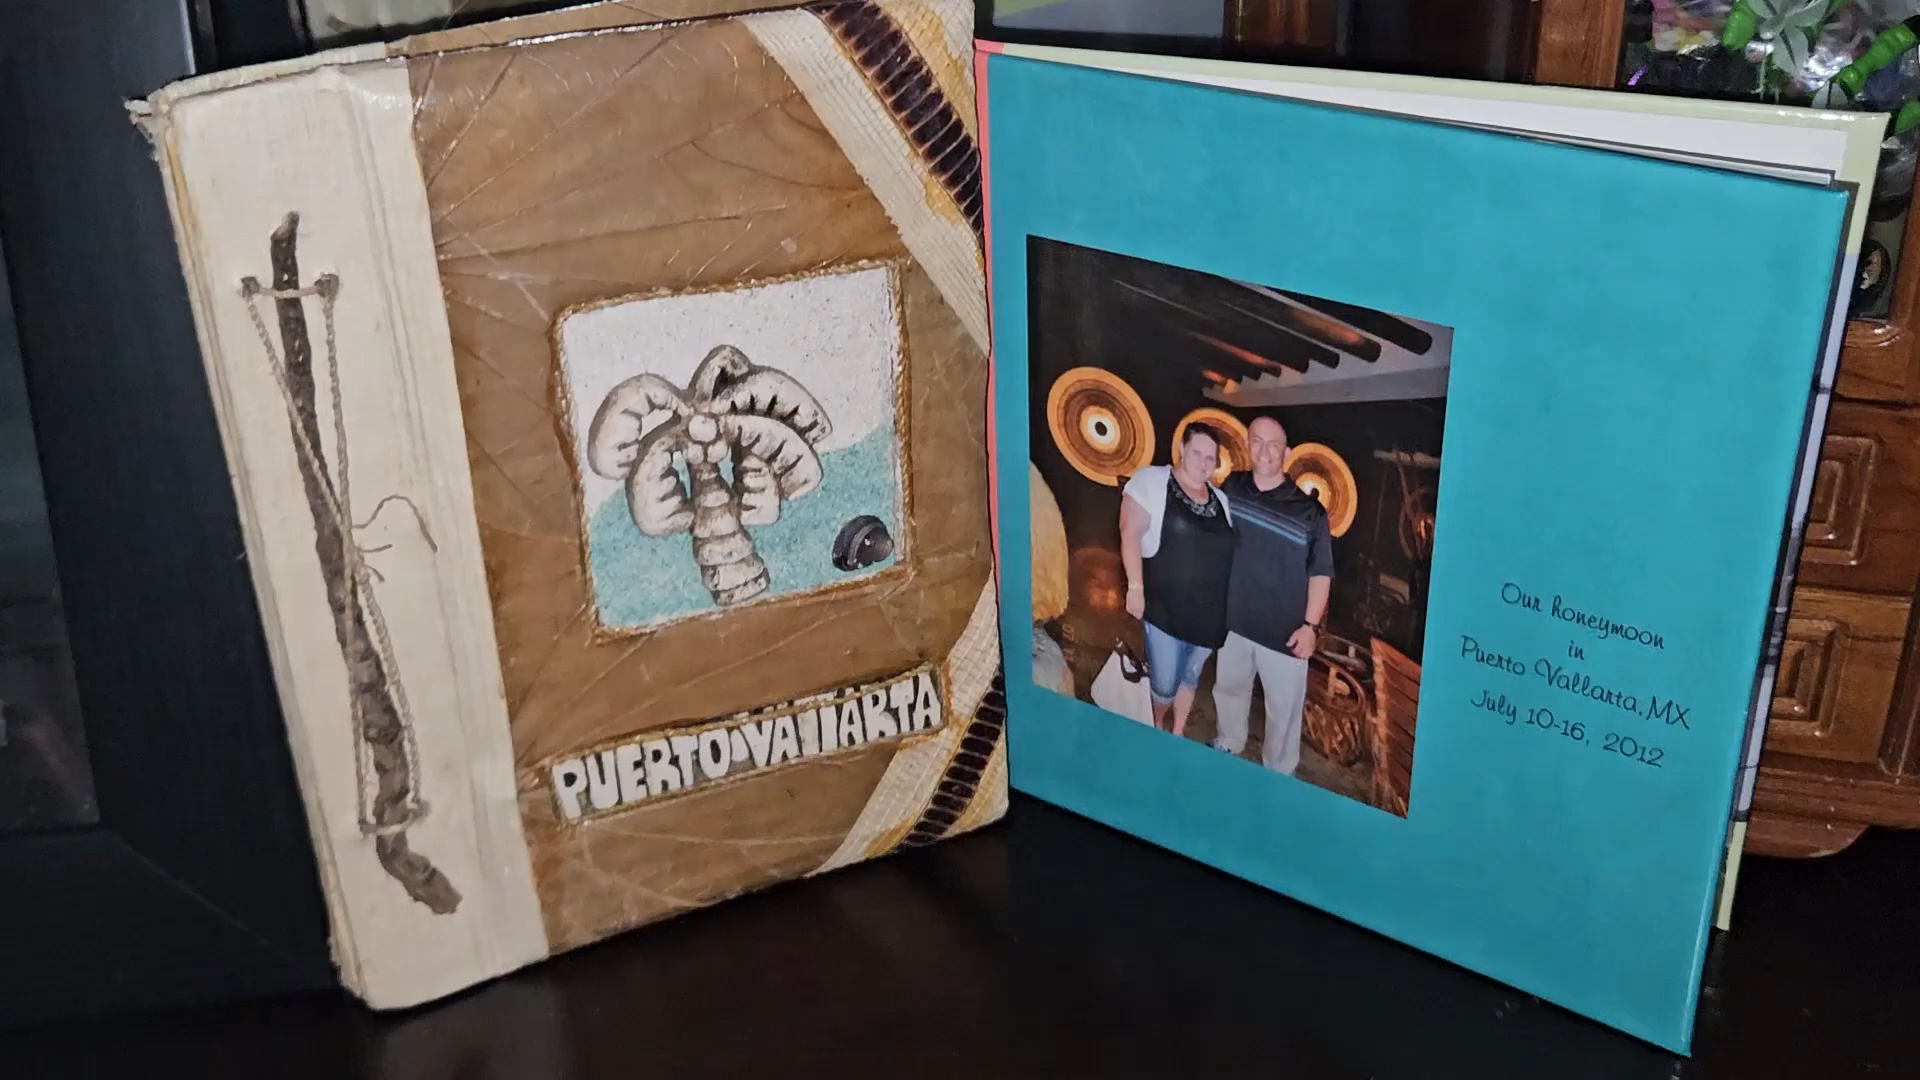 PUERTO VALLARTA
Our honeymoon
in
Puerto Vallarta, MX
July 10-16, 2012